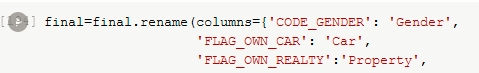 final=final.rename(columns={'CODE_GENDER': 'Gender',
'FLAG_OWN_CAR': 'Car',
'FLAG_OWN_REALTY':'Property',